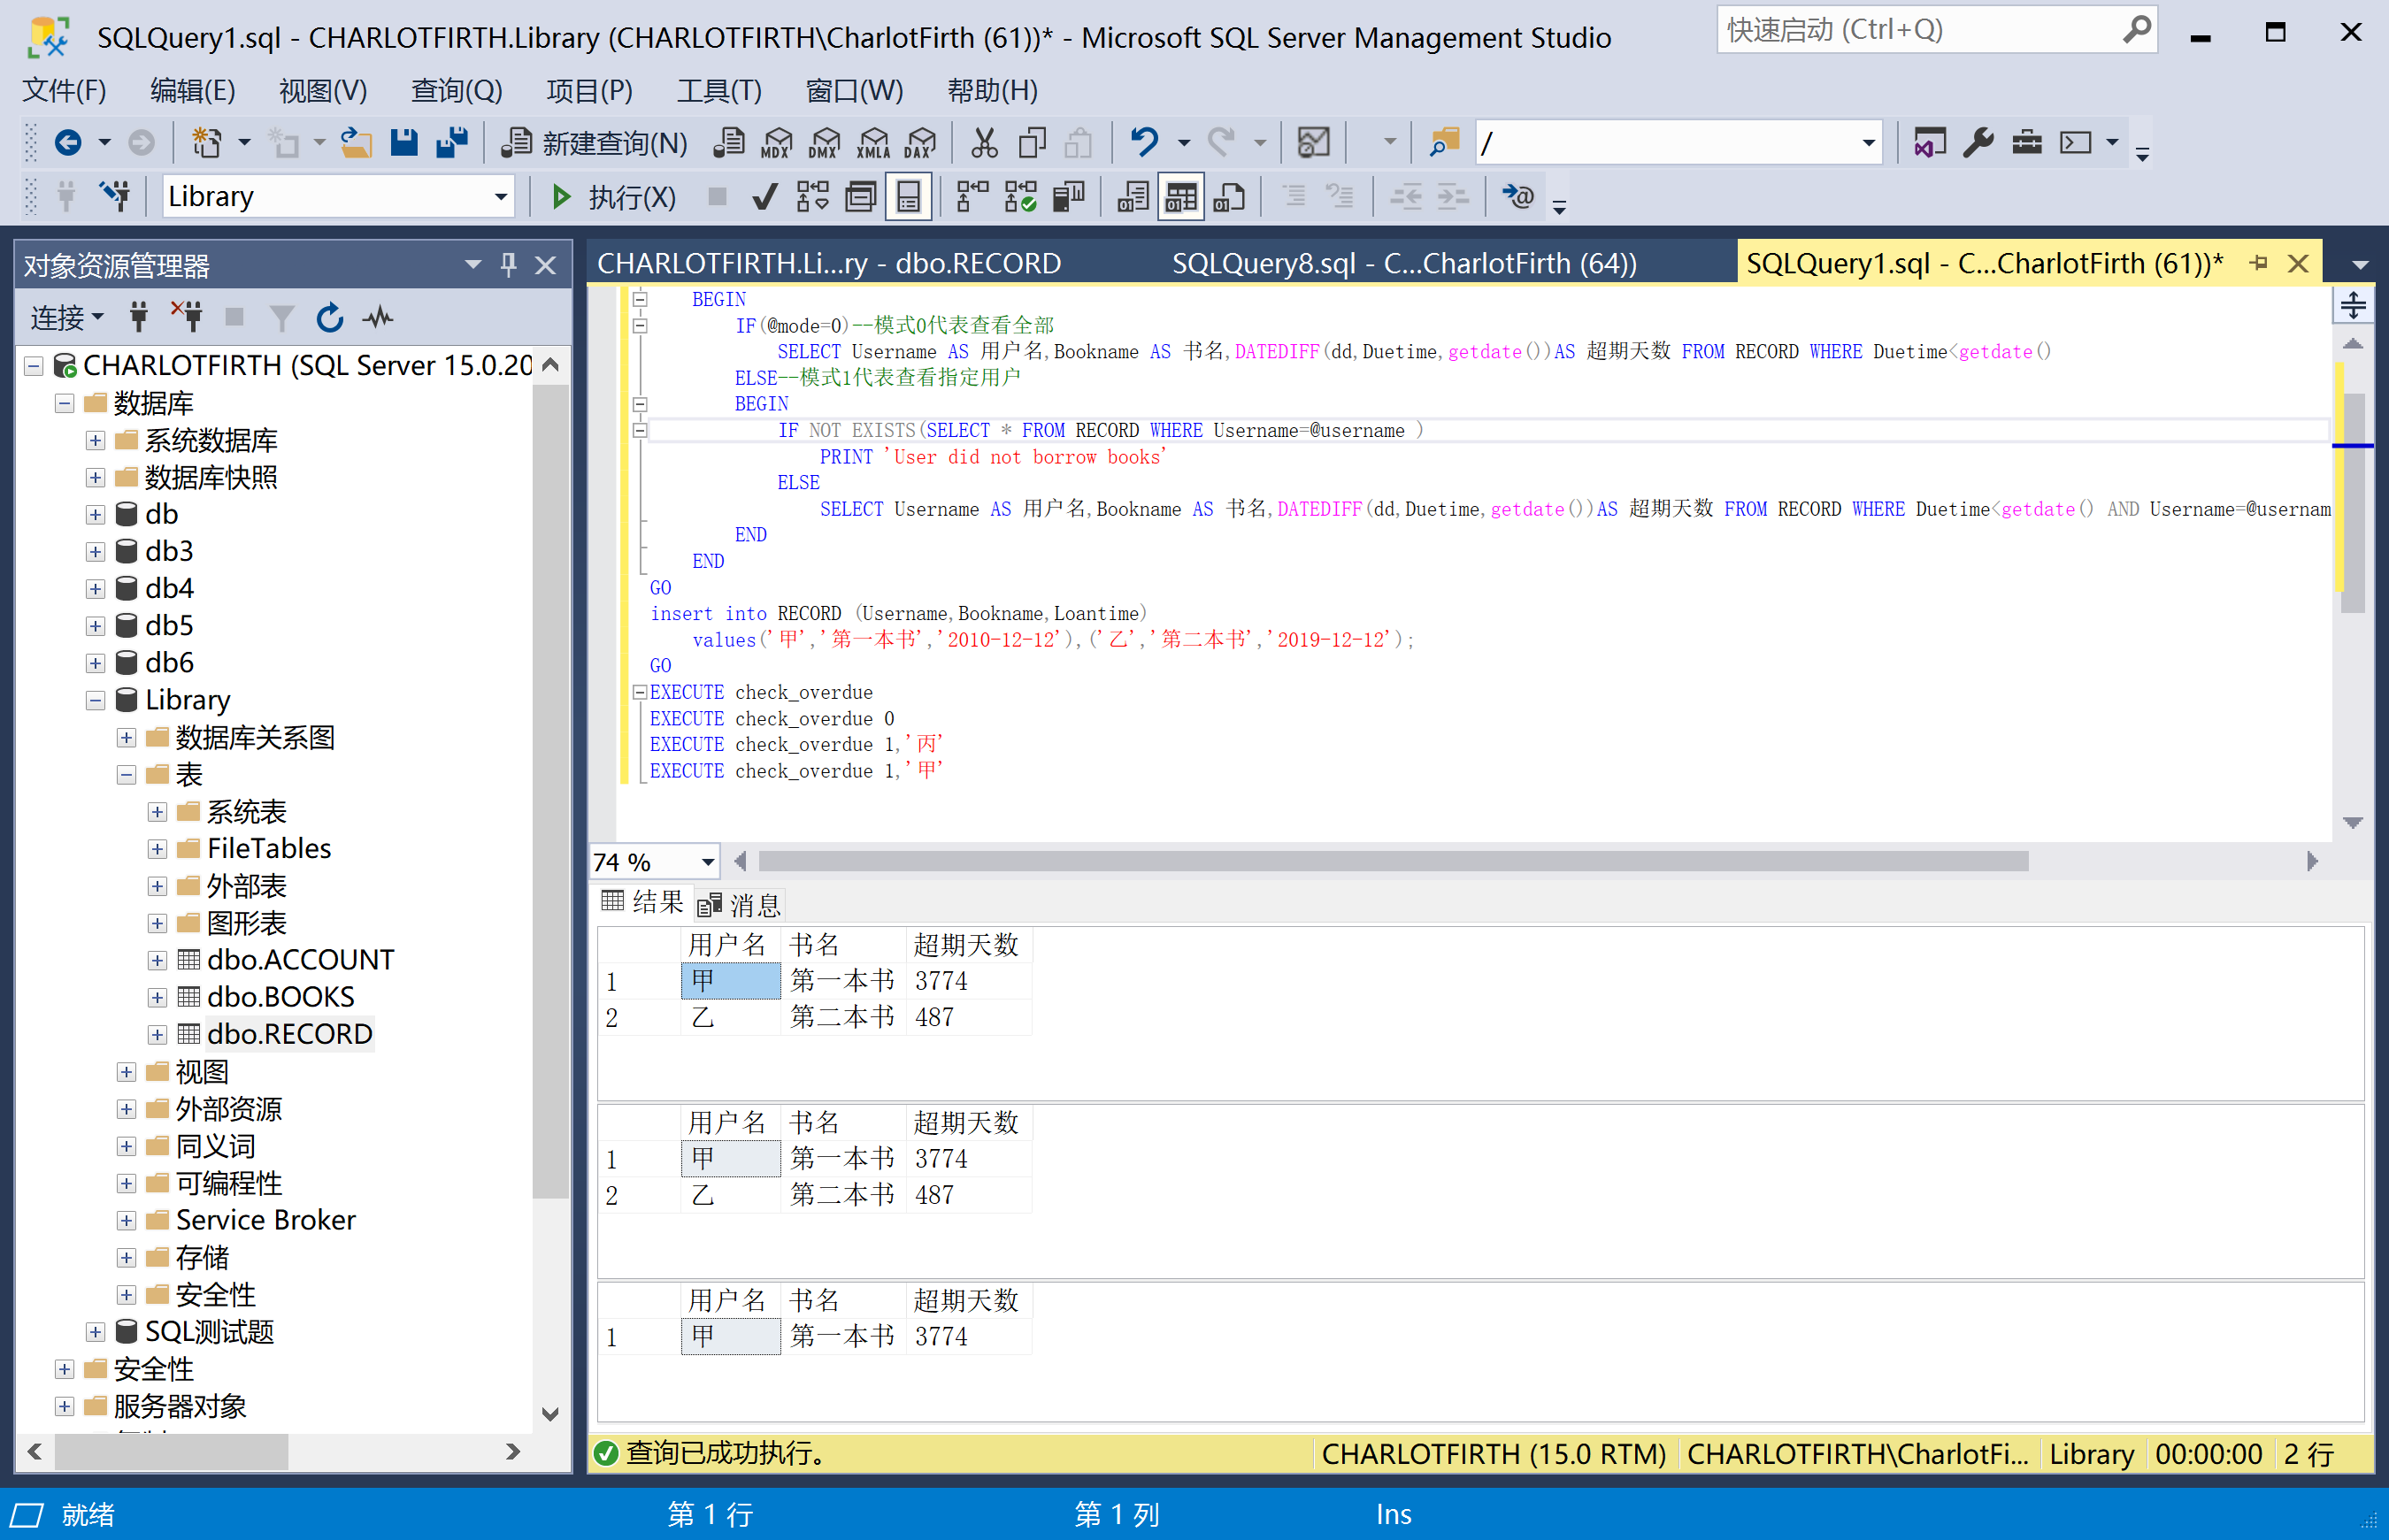 SQLQuery1.sql - CHARLOTFIRTH.Library (CHARLOTFIRTH\CharlotFirth (61))* - Microsoft SQL Server Management Studio
快速启动 (Ctrl+Q)
文件(F) 编辑(E) 视图(V) 查询(Q) 项目(P) 工具(T) 窗口(W) 帮助(H)
新建查询(N) MDX DMX XMLA DAX /
Library 执行(X)
对象资源管理器
连接
CHARLOTFIRTH (SQL Server 15.0.20
数据库
系统数据库
数据库快照
db
db3
db4
db5
db6
Library
数据库关系图
表
系统表
FileTables
外部表
图形表
dbo.ACCOUNT
dbo.BOOKS
dbo.RECORD
视图
外部资源
同义词
可编程性
Service Broker
存储
安全性
SQL测试题
安全性
服务器对象
CHARLOTFIRTH.Li...ry - dbo.RECORD
SQLQuery8.sql - C...CharlotFirth (64))
SQLQuery1.sql - C...CharlotFirth (61))*
BEGIN
IF(@mode=0)--模式0代表查看全部
SELECT Username AS 用户名,Bookname AS 书名,DATEDIFF(dd,Duetime,getdate())AS 超期天数 FROM RECORD WHERE Duetime<getdate()
ELSE--模式1代表查看指定用户
BEGIN
IF NOT EXISTS(SELECT * FROM RECORD WHERE Username=@username )
PRINT 'User did not borrow books'
ELSE
SELECT Username AS 用户名,Bookname AS 书名,DATEDIFF(dd,Duetime,getdate())AS 超期天数 FROM RECORD WHERE Duetime<getdate() AND Username=@usernam
END
END
GO
insert into RECORD (Username,Bookname,Loantime)
values('甲','第一本书','2010-12-12'),('乙','第二本书','2019-12-12');
GO
EXECUTE check_overdue
EXECUTE check_overdue 0
EXECUTE check_overdue 1,'丙'
EXECUTE check_overdue 1,'甲'
74 %
结果 消息
用户名 书名 超期天数
1 甲 第一本书 3774
2 乙 第二本书 487
用户名 书名 超期天数
1 甲 第一本书 3774
2 乙 第二本书 487
用户名 书名 超期天数
1 甲 第一本书 3774
查询已成功执行。 CHARLOTFIRTH (15.0 RTM) CHARLOTFIRTH\CharlotFi... Library 00:00:00 2 行
就绪 第 1 行 第 1 列 Ins